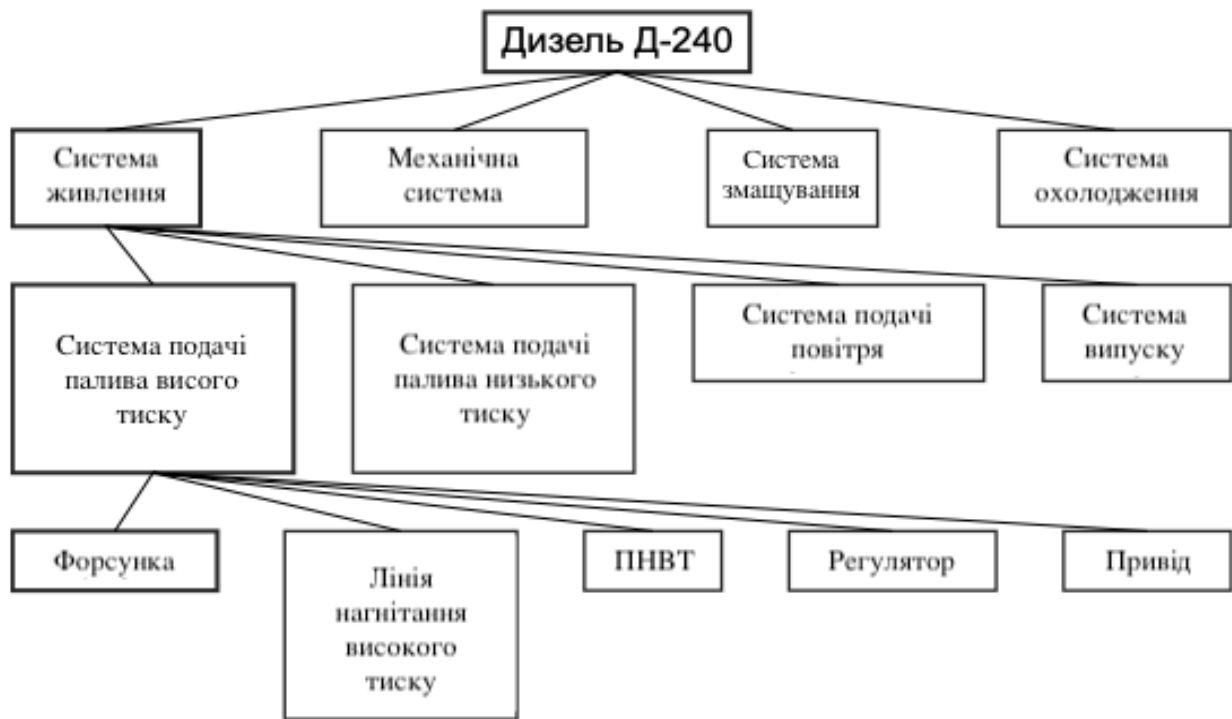 Дизель Д-240
Система
живлення
Механічна
система
Система
змащування
Система
охолодження
Система подачі
палива висого
тиску
Система подачі
палива низького
тиску
Система подачі
повітря
Система
випуску
Форсунка
Лінія
нагнітання
високого
тиску
ПНВТ
Регулятор
Привід